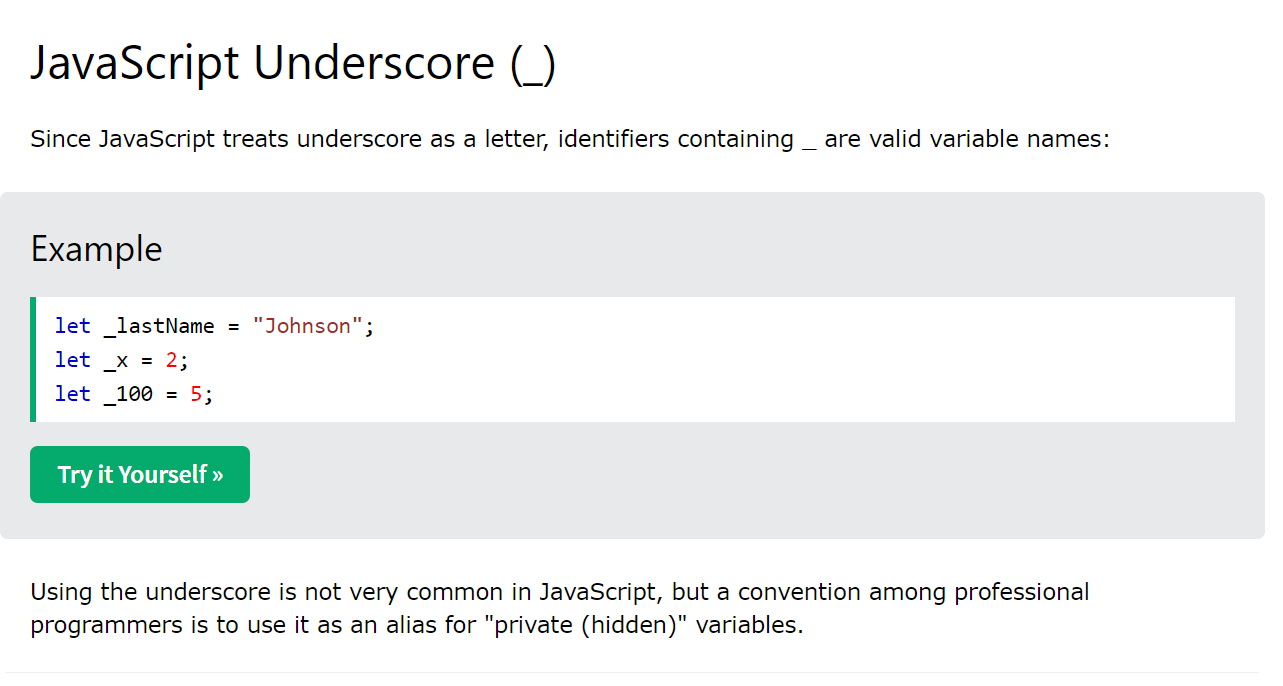 JavaScript Underscore (_)
Since JavaScript treats underscore as a letter, identifiers containing _ are valid variable names:
Example
let _lastName = "Johnson";
let _x = 2;
let _100 = 5;
Try it Yourself »
Using the underscore is not very common in JavaScript, but a convention among professional
programmers is to use it as an alias for "private (hidden)" variables.